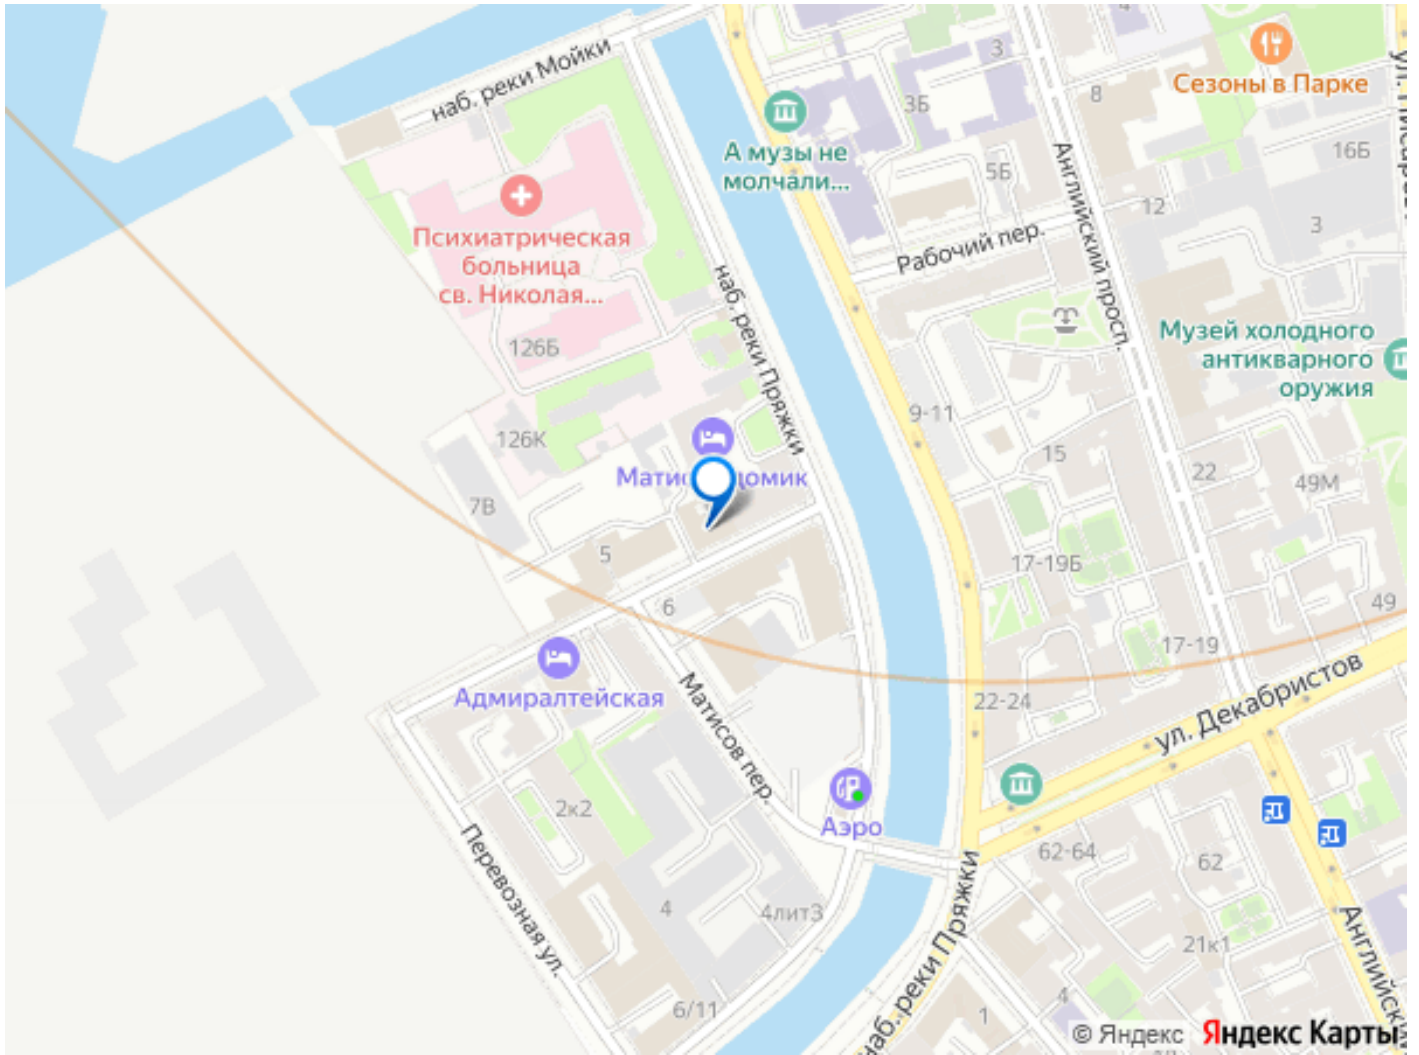 наб. реки Мойки
4
3
Сезоны в Парке
8
3Б
А музы не
молчали...
16Б
5Б
Английский просп.
12
3
Рабочий пер.
Психиатрическая
больница
св. Николая...
наб. реки Пряжки
126Б
Музей холодного
антикварного
оружия
9-11
126К
15
22
49М
7В
5
17-19Б
6
49
17-19
Адмиралтейская
22-24
Матисов пер.
ул. Декабристов
2к2
Аэро
Перевозная ул.
62-64
62
4
4лит3
наб. реки Пряжки
21к1
6/11
4
1
© Яндекс
Яндекс Карты